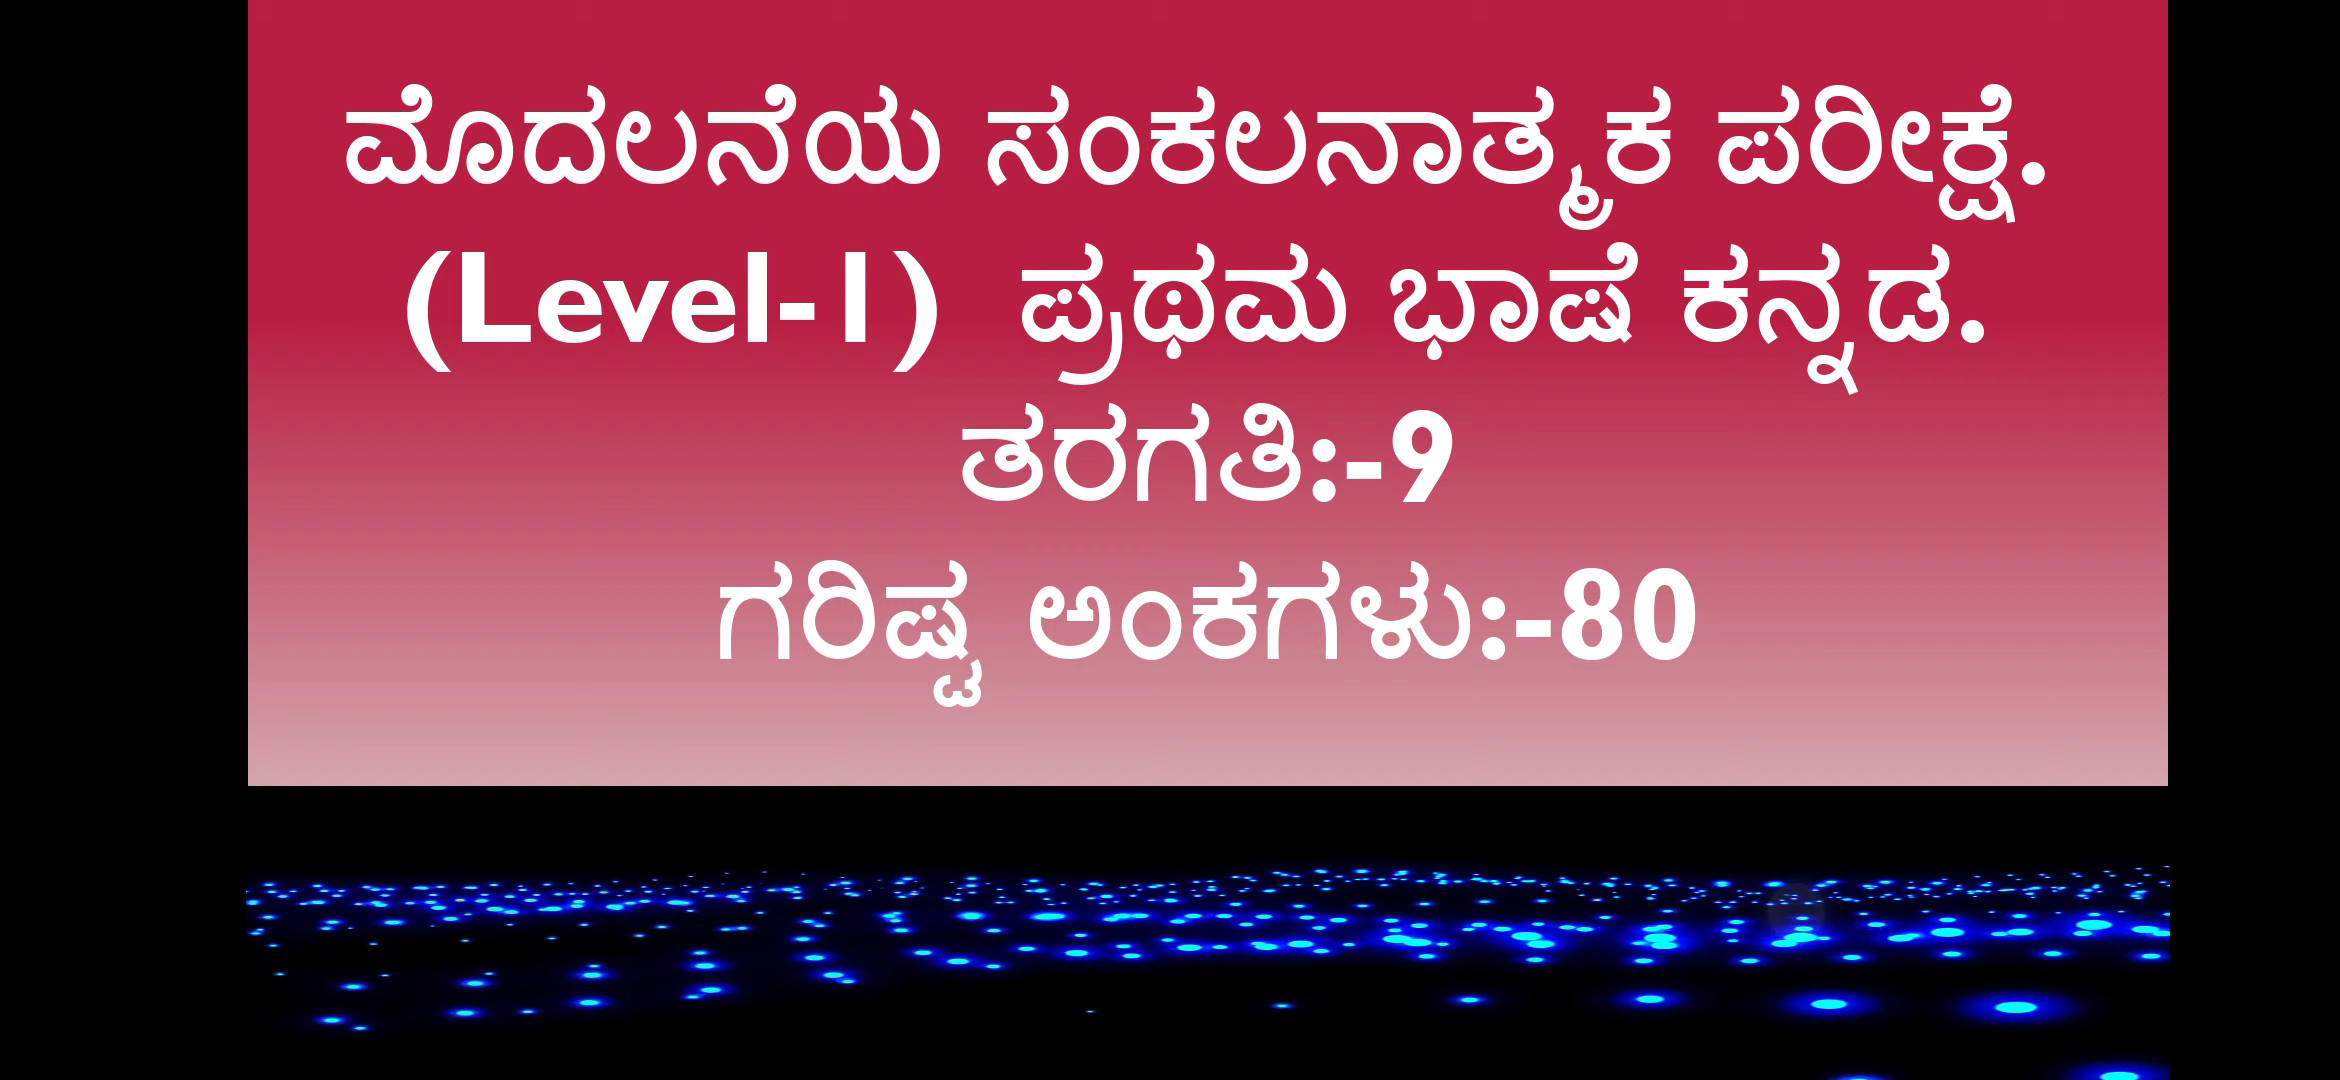 ಮೊದಲನೆಯ ಸಂಕಲನಾತ್ಮಕ ಪರೀಕ್ಷೆ.
(Level-1) ಪ್ರಥಮ ಭಾಷೆ ಕನ್ನಡ.
ತರಗತಿ:-9
ಗರಿಷ್ಟ ಅಂಕಗಳು:-80